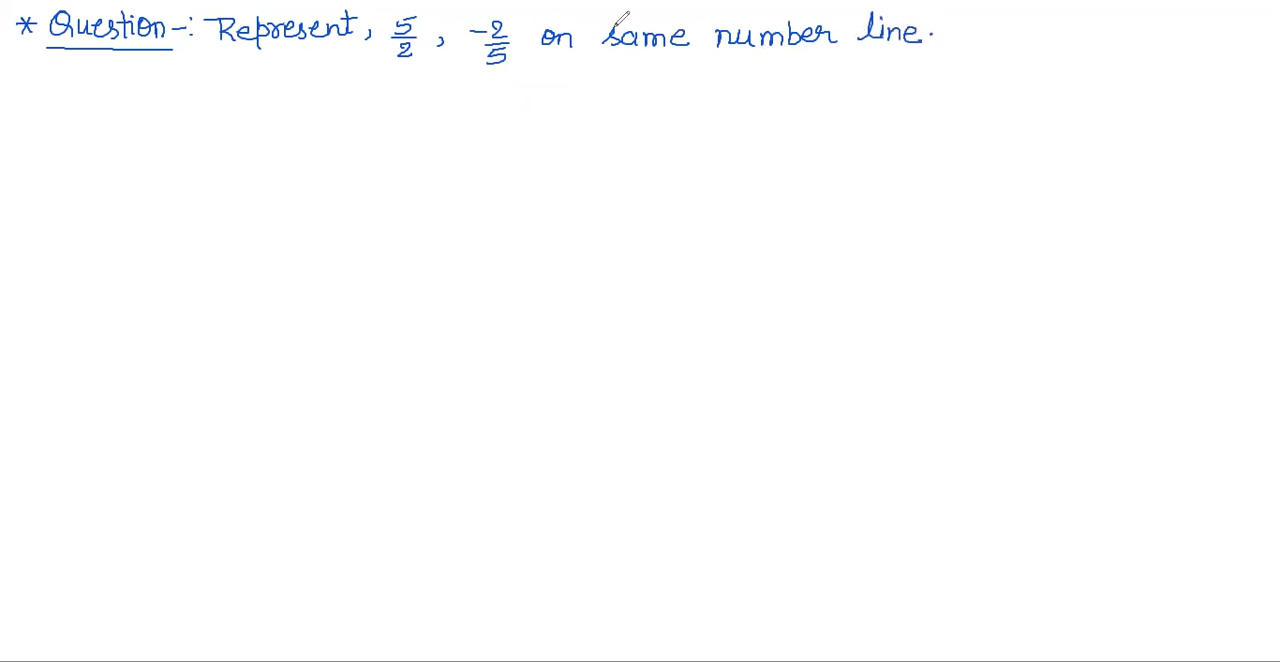 * Question-: Represent, 5/2, -2/5 on same number line.